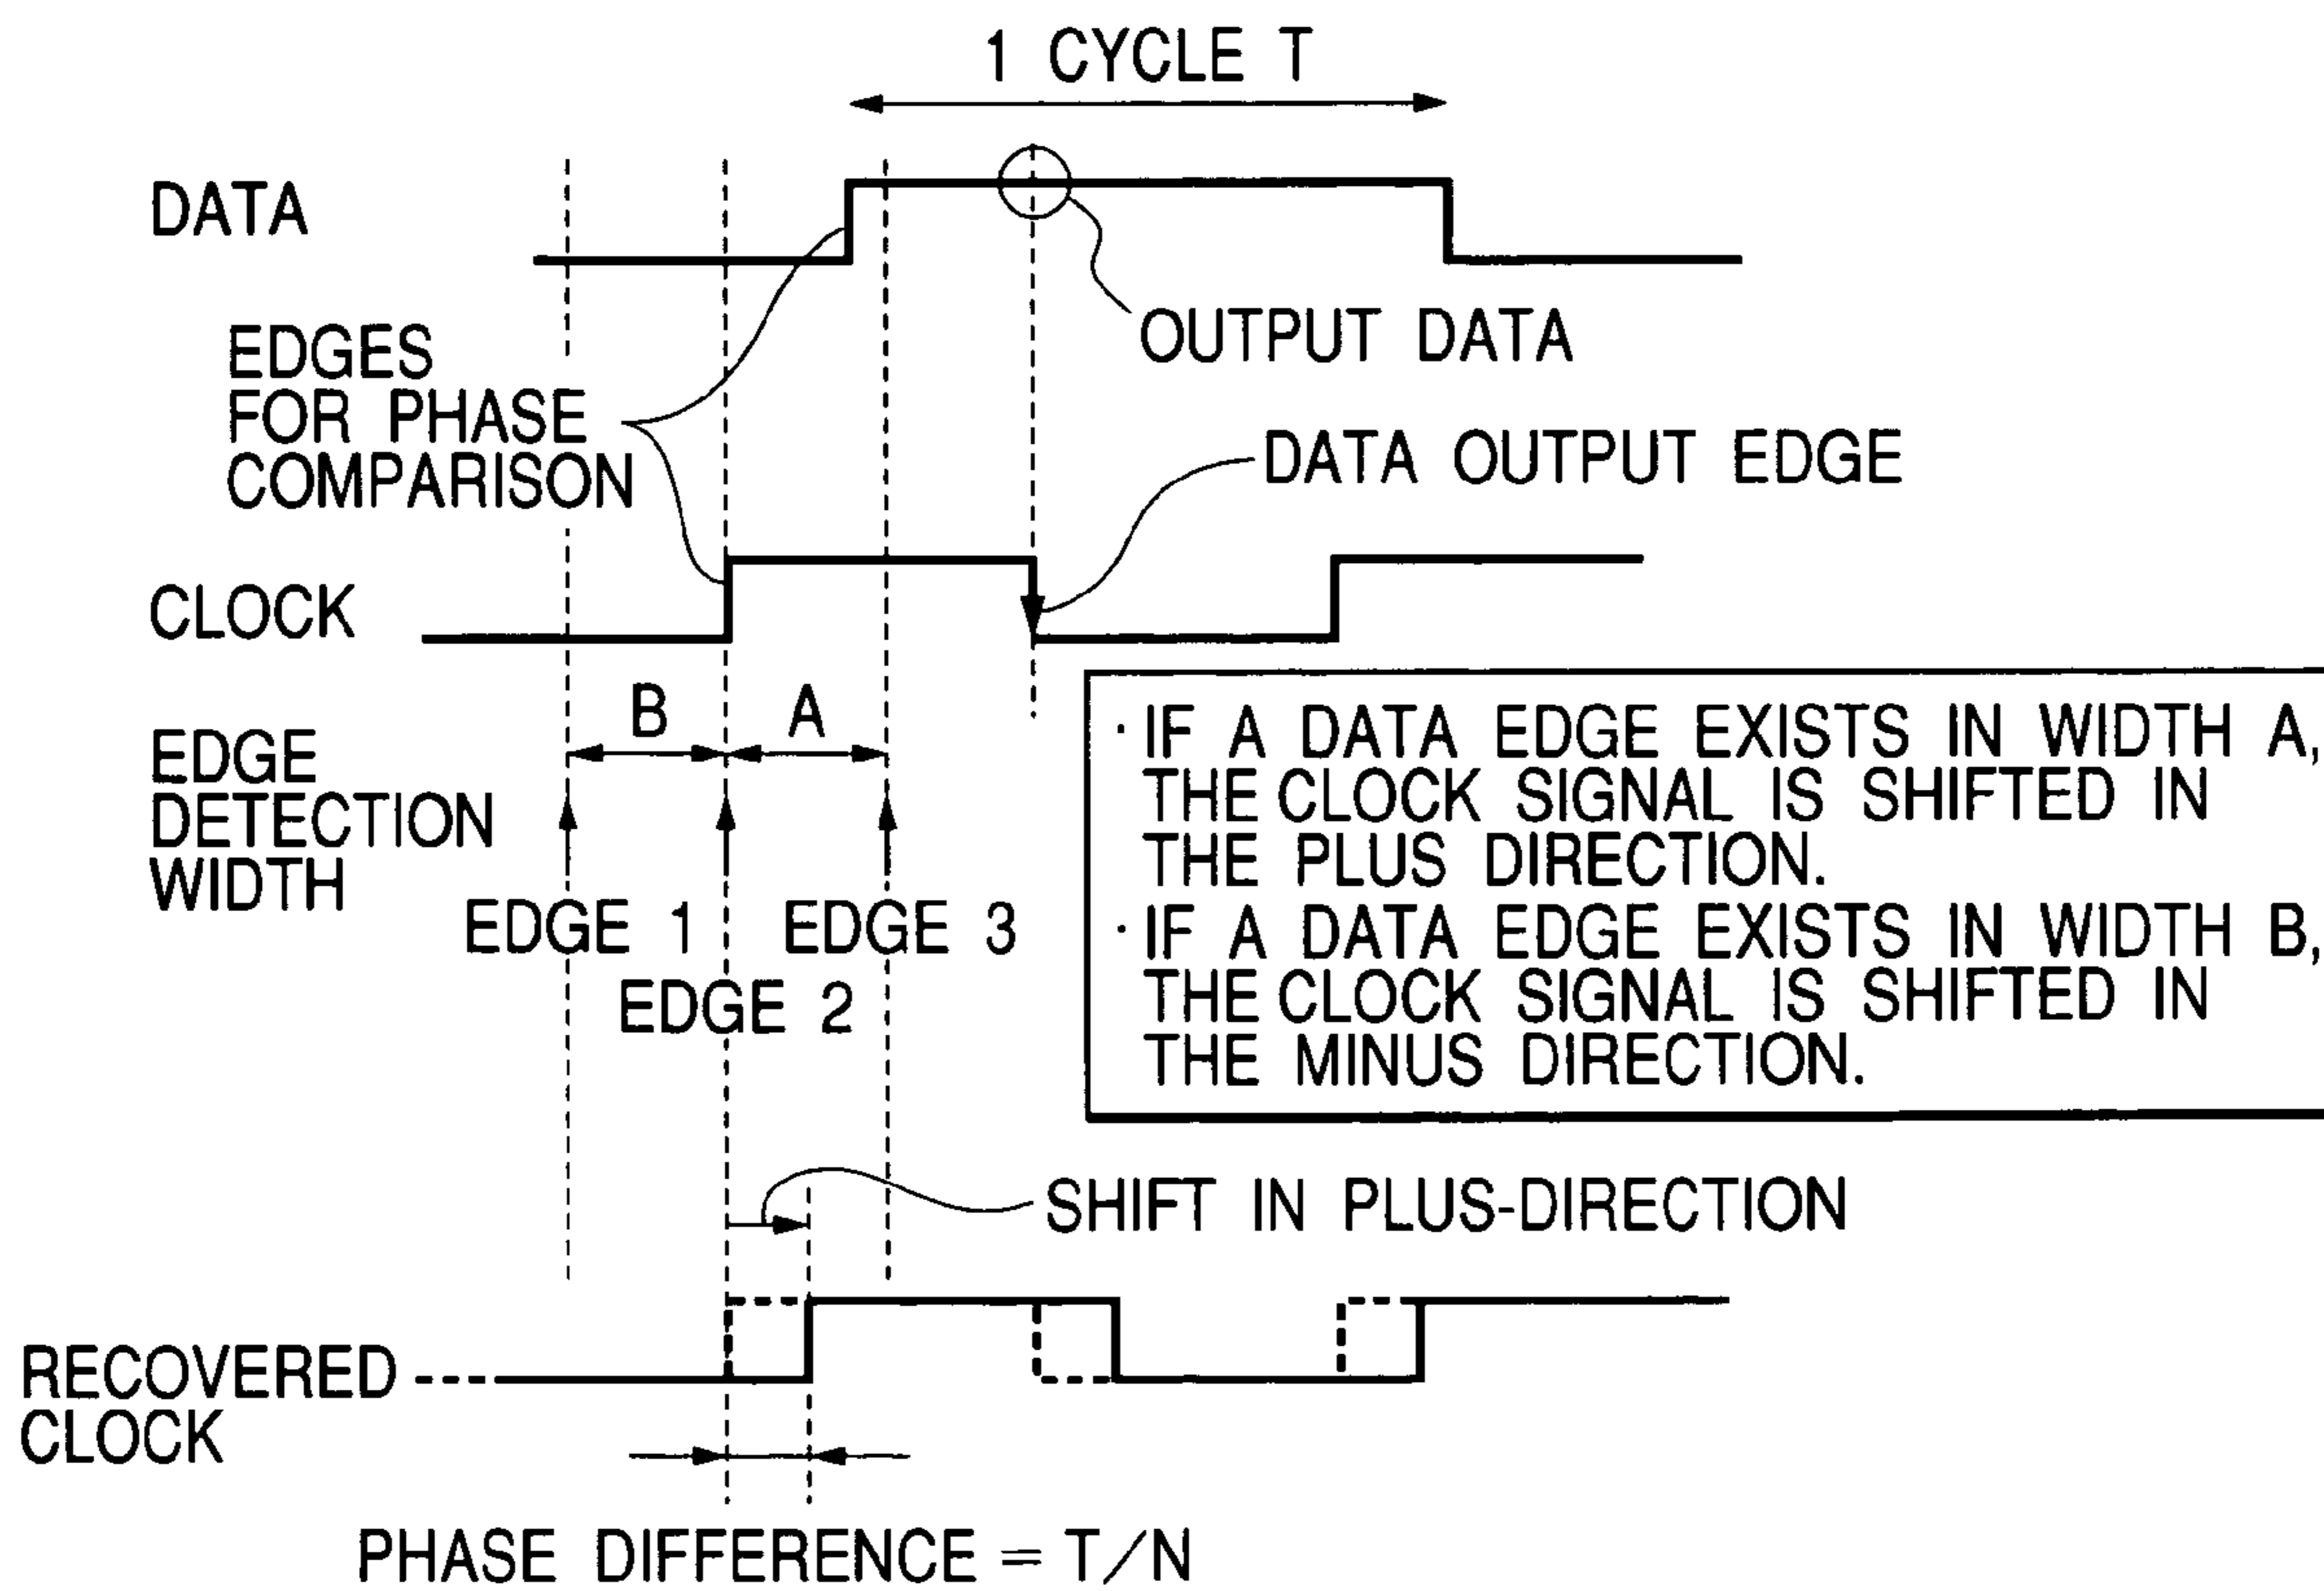 1 CYCLE T
DATA
OUTPUT DATA
EDGES
FOR PHASE
COMPARISON
DATA OUTPUT EDGE
CLOCK
B
A
EDGE
DETECTION
WIDTH
EDGE 1
EDGE 3
EDGE 2
· IF A DATA EDGE EXISTS IN WIDTH A,
THE CLOCK SIGNAL IS SHIFTED IN
THE PLUS DIRECTION.
· IF A DATA EDGE EXISTS IN WIDTH B,
THE CLOCK SIGNAL IS SHIFTED IN
THE MINUS DIRECTION.
SHIFT IN PLUS-DIRECTION
RECOVERED
CLOCK
PHASE DIFFERENCE = T/N